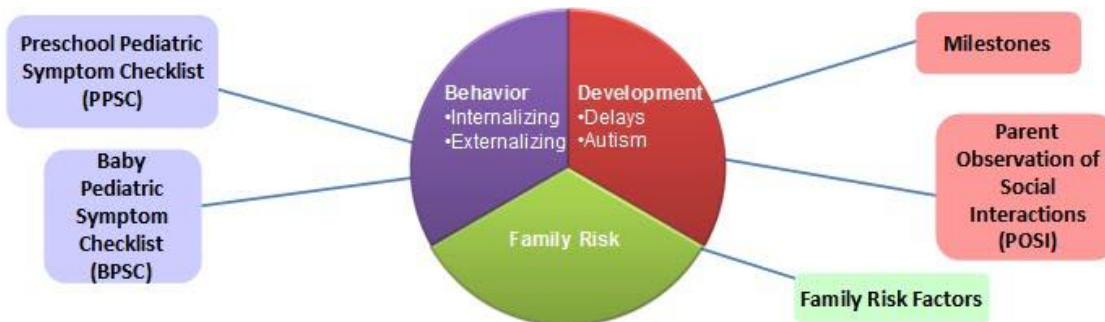 Preschool Pediatric
Symptom Checklist
(PPSC)
Baby
Pediatric
Symptom
Checklist
(BPSC)
Behavior
•Internalizing
•Externalizing
Development
•Delays
•Autism
Family Risk
Milestones
Parent
Observation of
Social
Interactions
(POSI)
Family Risk Factors